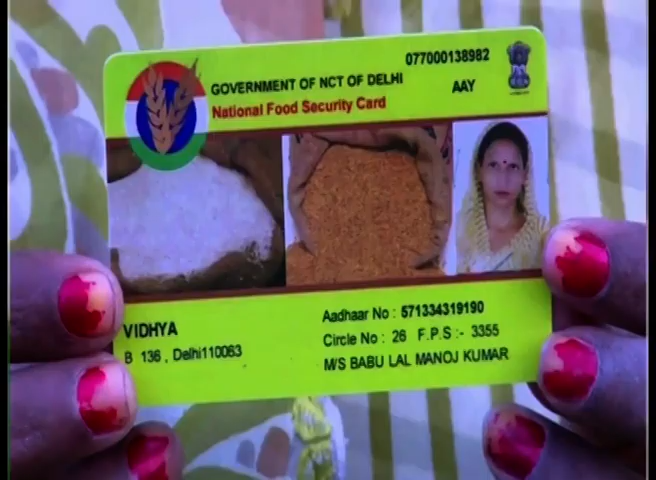 077000138982
GOVERNMENT OF NCT OF DELHI
AAY
National Food Security Card
VIDHYA
B 136 , Delhi110063
Aadhaar No : 571334319190
Circle No : 26 F.P.S :- 3355
M/S BABU LAL MANOJ KUMAR